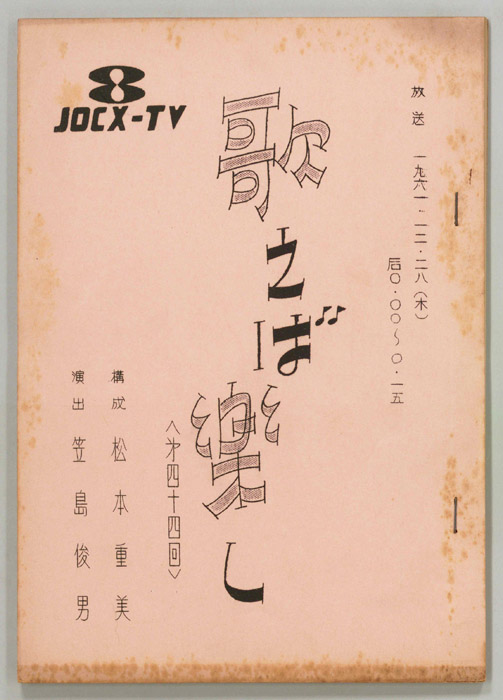 8
JOCX-TV
放送 一九六一・一二・二八(木)
后〇・〇〇〜〇・一五
歌えば楽し
〈第四十四回〉
構成 松本重美
演出 笠島俊男